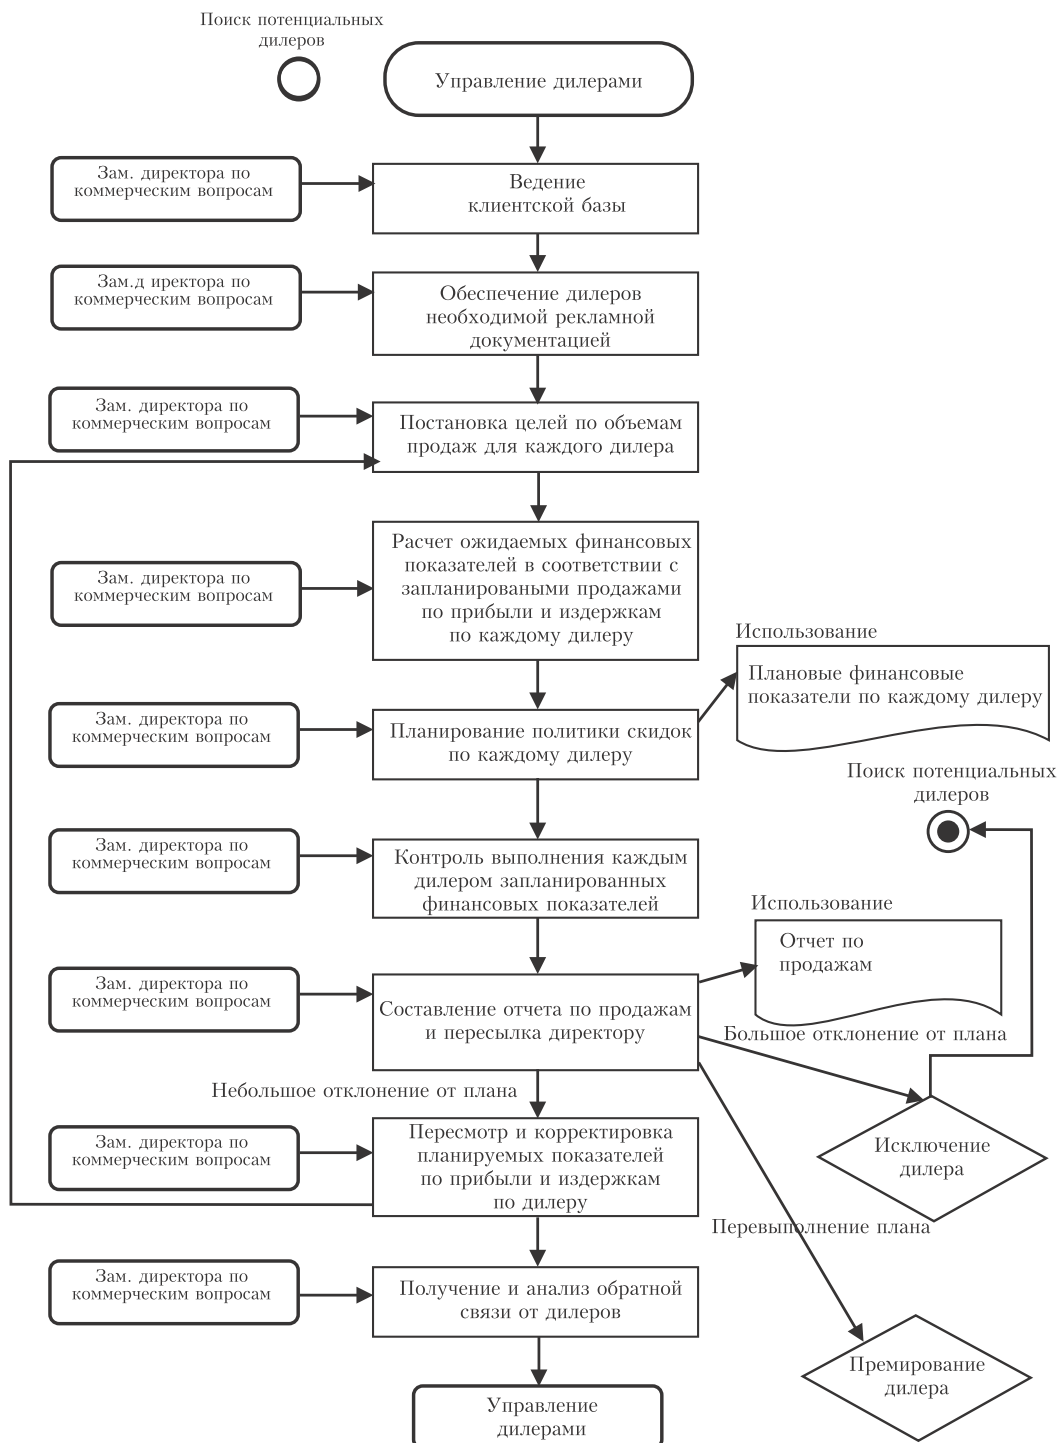 Поиск потенциальных
дилеров
Управление дилерами
Зам. директора по
коммерческим вопросам
Ведение
клиентской базы
Зам.д иректора по
коммерческим вопросам
Обеспечение дилеров
необходимой рекламной
документацией
Зам. директора по
коммерческим вопросам
Постановка целей по объемам
продаж для каждого дилера
Зам. директора по
коммерческим вопросам
Расчет ожидаемых финансовых
показателей в соответствии с
запланироваными продажами
по прибыли и издержкам
по каждому дилеру
Использование
Плановые финансовые
показатели по каждому дилеру
Зам. директора по
коммерческим вопросам
Планирование политики скидок
по каждому дилеру
Поиск потенциальных
дилеров
Зам. директора по
коммерческим вопросам
Контроль выполнения каждым
дилером запланированных
финансовых показателей
Использование
Отчет по
продажам
Зам. директора по
коммерческим вопросам
Составление отчета по продажам
и пересылка директору
Большое отклонение от плана
Небольшое отклонение от плана
Зам. директора по
коммерческим вопросам
Пересмотр и корректировка
планируемых показателей
по прибыли и издержкам
по дилеру
Исключение
дилера
Перевыполнение плана
Зам. директора по
коммерческим вопросам
Получение и анализ обратной
связи от дилеров
Премирование
дилера
Управление
дилерами